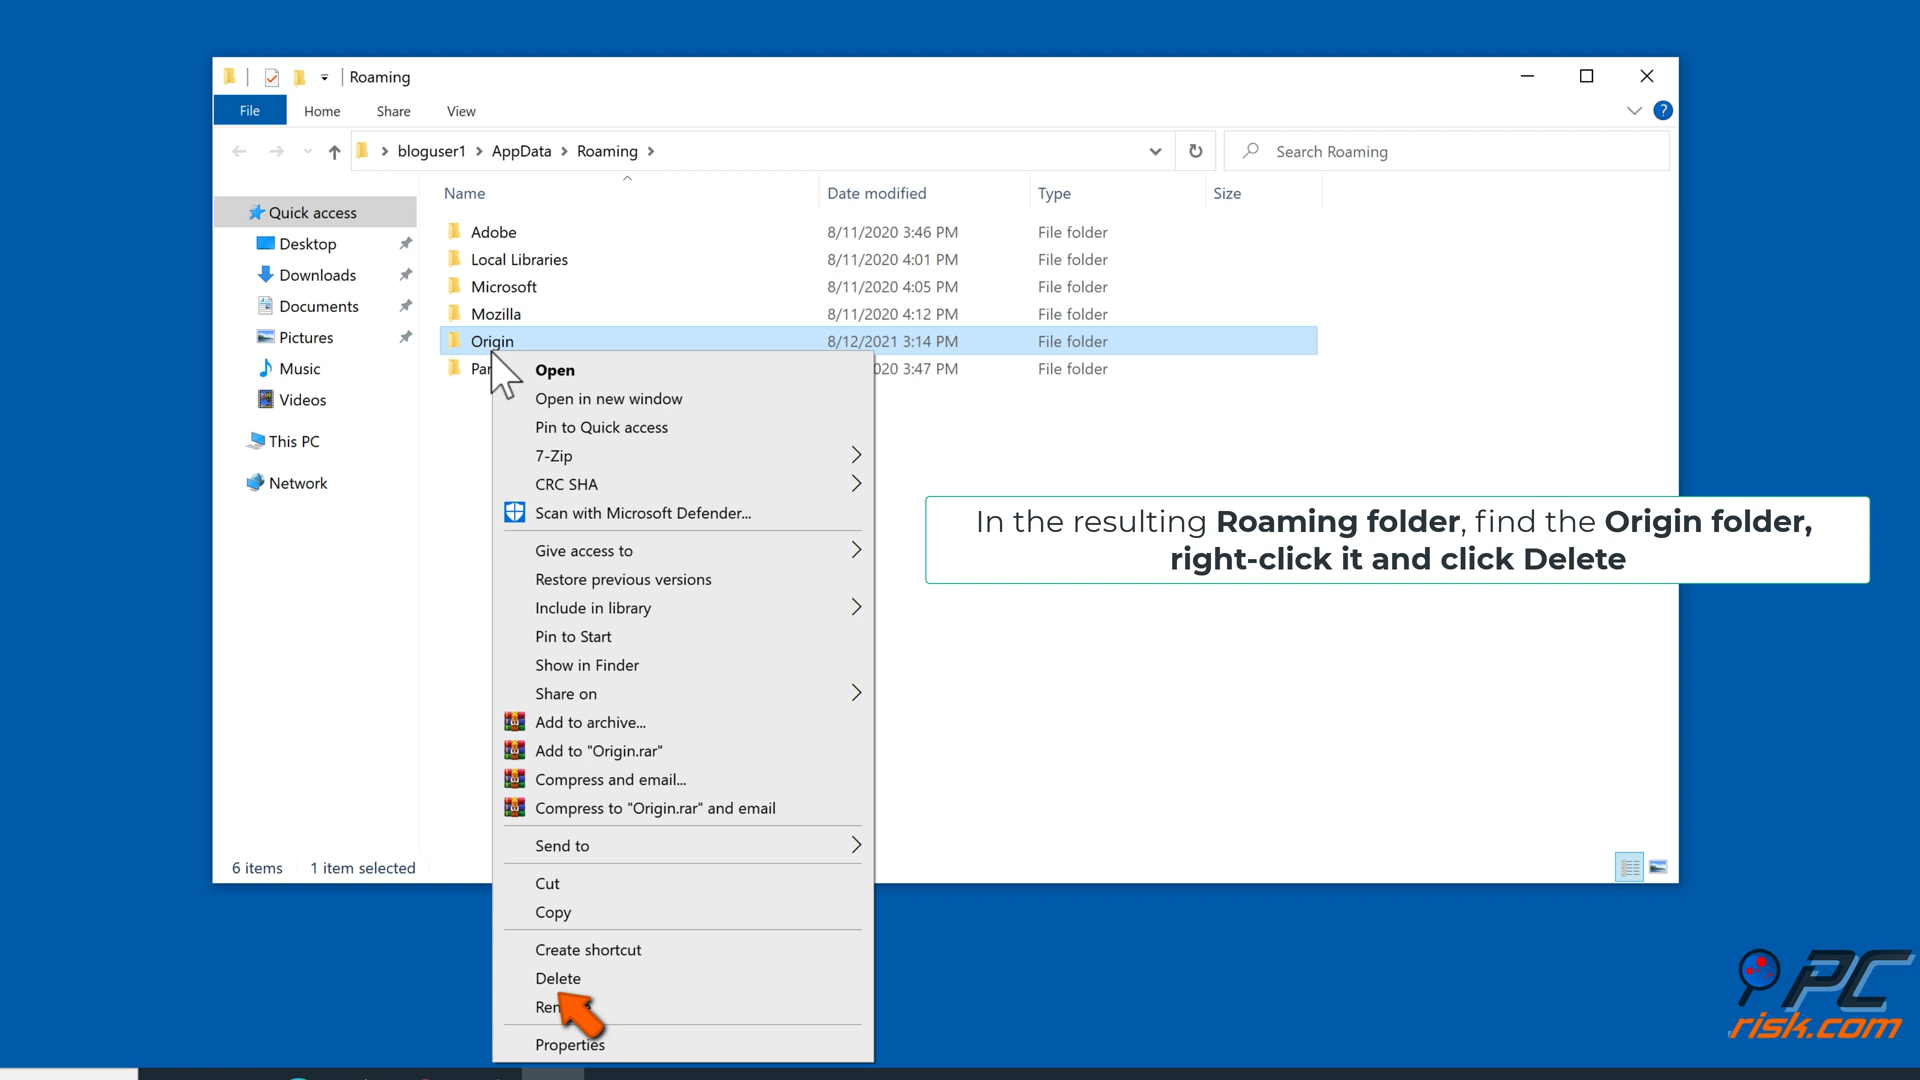 Roaming
File Home Share View
bloguser1 AppData Roaming
Search Roaming
Name Date modified Type Size
Quick access
Desktop
Downloads
Documents
Pictures
Music
Videos
This PC
Network
Adobe 8/11/2020 3:46 PM File folder
Local Libraries 8/11/2020 4:01 PM File folder
Microsoft 8/11/2020 4:05 PM File folder
Mozilla 8/11/2020 4:12 PM File folder
Origin 8/12/2021 3:14 PM File folder
020 3:47 PM File folder
Open
Open in new window
Pin to Quick access
7-Zip
CRC SHA
Scan with Microsoft Defender...
Give access to
Restore previous versions
Include in library
Pin to Start
Show in Finder
Share on
Add to archive...
Add to "Origin.rar"
Compress and email...
Compress to "Origin.rar" and email
Send to
Cut
Copy
Create shortcut
Delete
Properties
In the resulting Roaming folder, find the Origin folder,
right-click it and click Delete
6 items 1 item selected
PC
risk.com